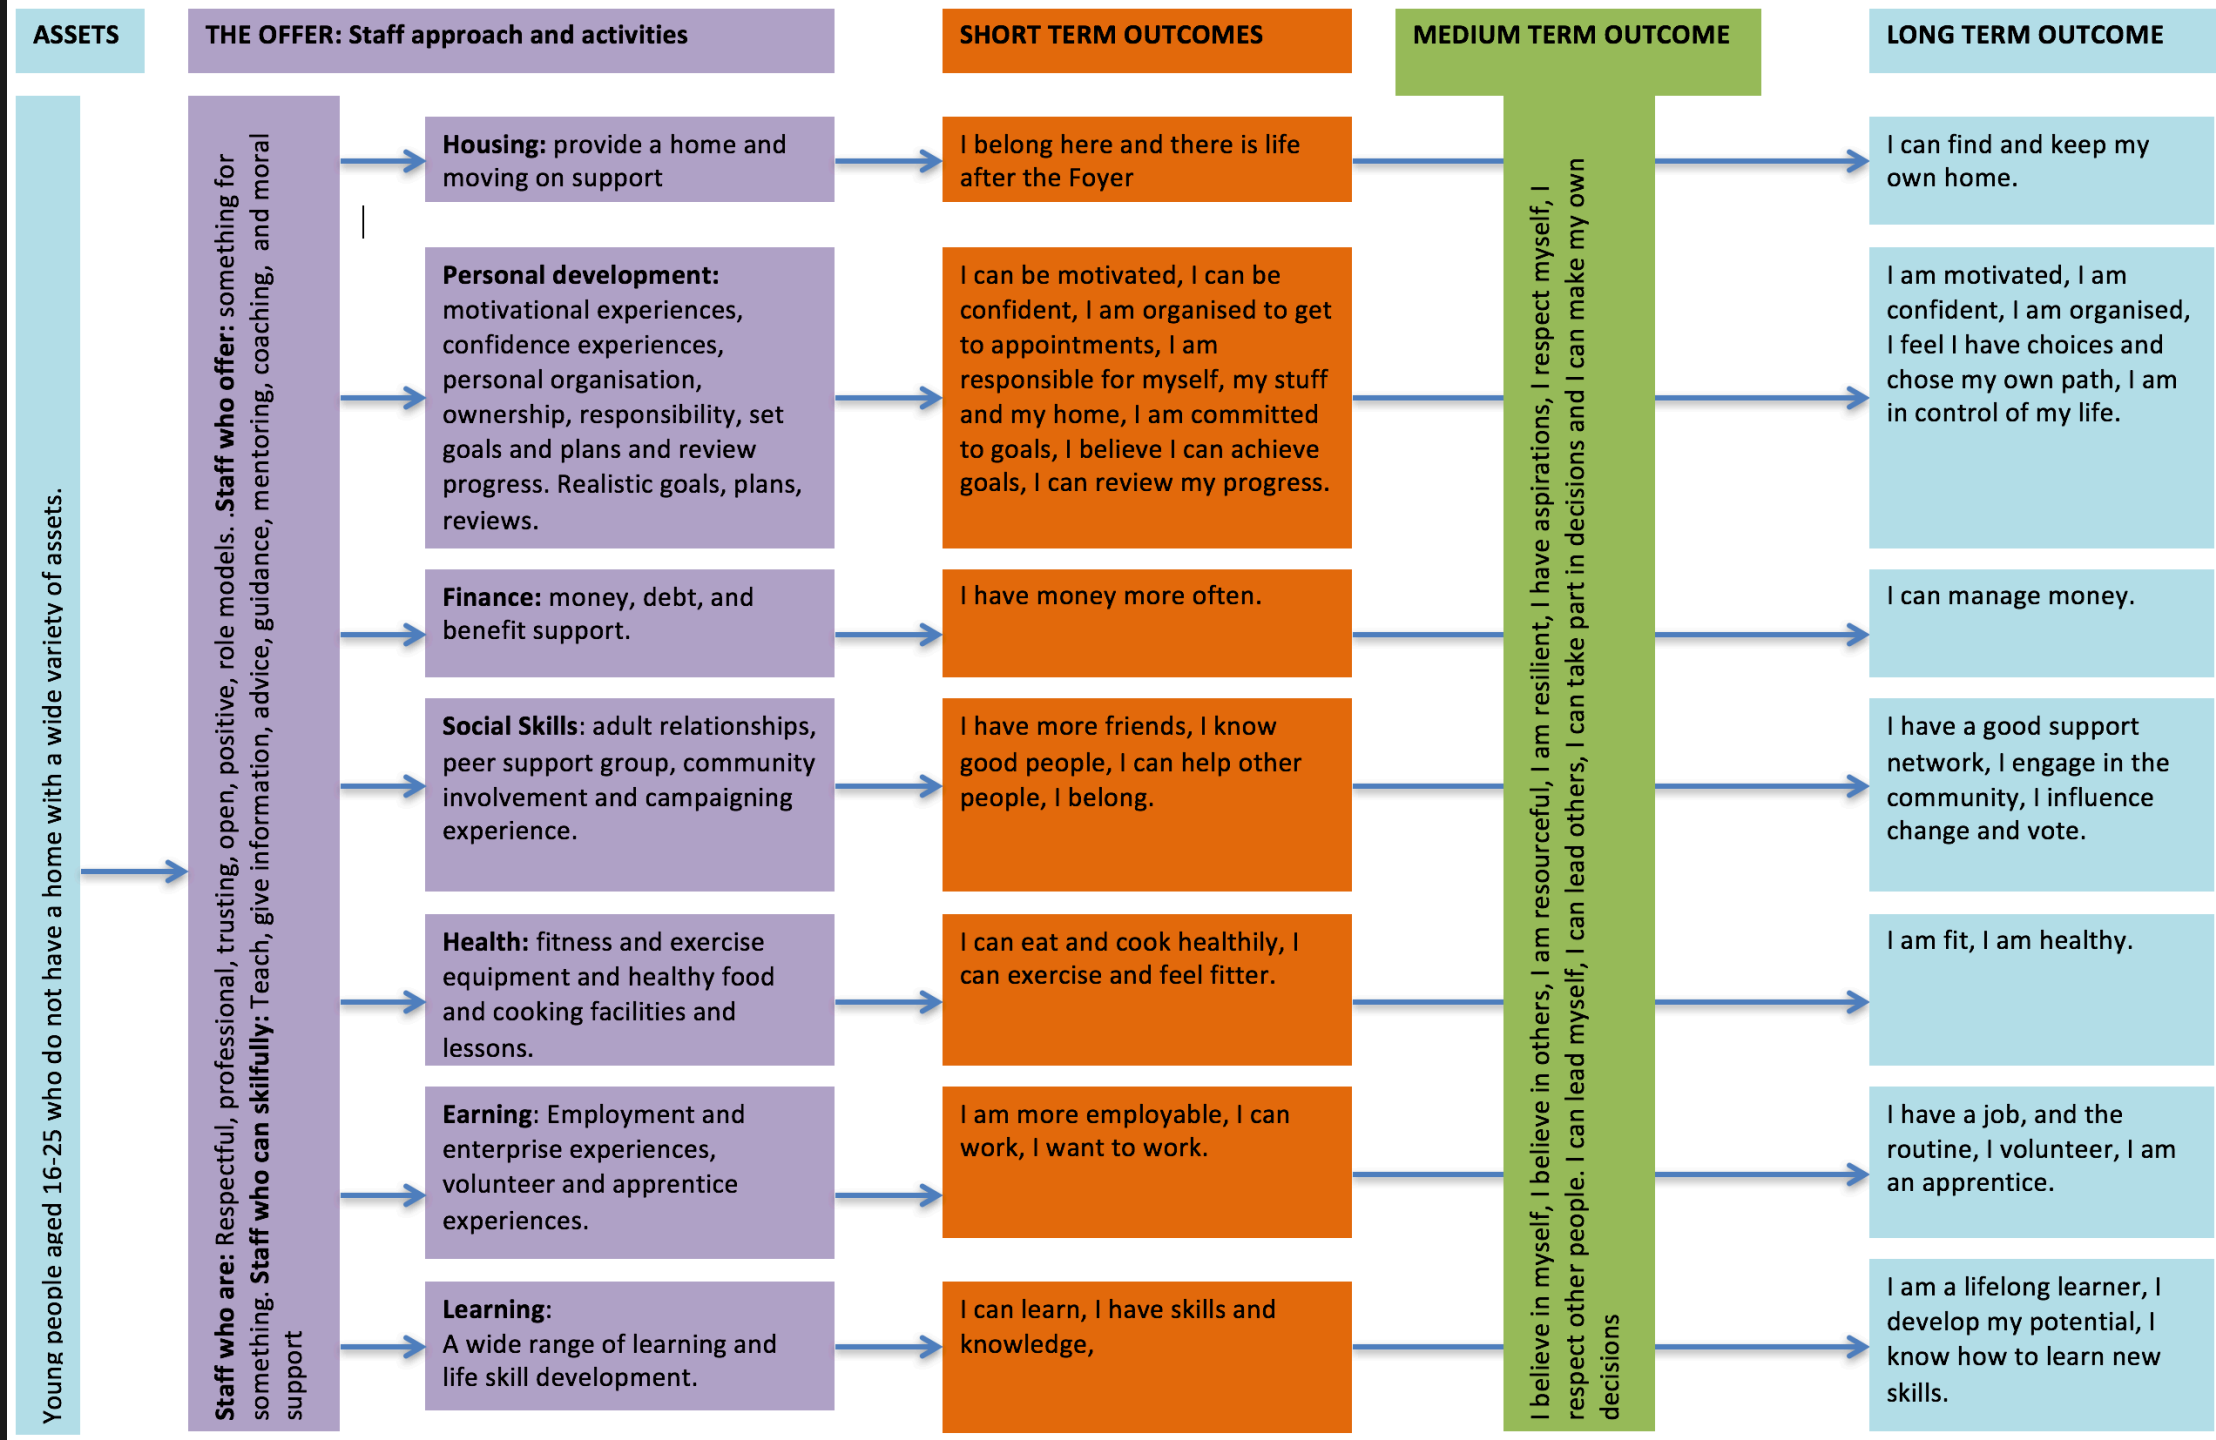 ASSETS
THE OFFER: Staff approach and activities
SHORT TERM OUTCOMES
MEDIUM TERM OUTCOME
LONG TERM OUTCOME
Young people aged 16-25 who do not have a home with a wide variety of assets.
Staff who are: Respectful, professional, trusting, open, positive, role models. .Staff who offer: something for
something. Staff who can skilfully: Teach, give information, advice, guidance, mentoring, coaching, and moral
support
Housing: provide a home and
moving on support
I belong here and there is life
after the Foyer
I can find and keep my
own home.
Personal development:
motivational experiences,
confidence experiences,
personal organisation,
ownership, responsibility, set
goals and plans and review
progress. Realistic goals, plans,
reviews.
I can be motivated, I can be
confident, I am organised to get
to appointments, I am
responsible for myself, my stuff
and my home, I am committed
to goals, I believe I can achieve
goals, I can review my progress.
I am motivated, I am
confident, I am organised,
I feel I have choices and
chose my own path, I am
in control of my life.
Finance: money, debt, and
benefit support.
I have money more often.
I can manage money.
Social Skills: adult relationships,
peer support group, community
involvement and campaigning
experience.
I have more friends, I know
good people, I can help other
people, I belong.
I have a good support
network, I engage in the
community, I influence
change and vote.
Health: fitness and exercise
equipment and healthy food
and cooking facilities and
lessons.
I can eat and cook healthily, I
can exercise and feel fitter.
I am fit, I am healthy.
Earning: Employment and
enterprise experiences,
volunteer and apprentice
experiences.
I am more employable, I can
work, I want to work.
I have a job, and the
routine, I volunteer, I am
an apprentice.
Learning:
A wide range of learning and
life skill development.
I can learn, I have skills and
knowledge,
I am a lifelong learner, I
develop my potential, I
know how to learn new
skills.
I believe in myself, I believe in others, I am resourceful, I am resilient, I have aspirations, I respect myself, I
respect other people. I can lead myself, I can lead others, I can take part in decisions and I can make my own
decisions